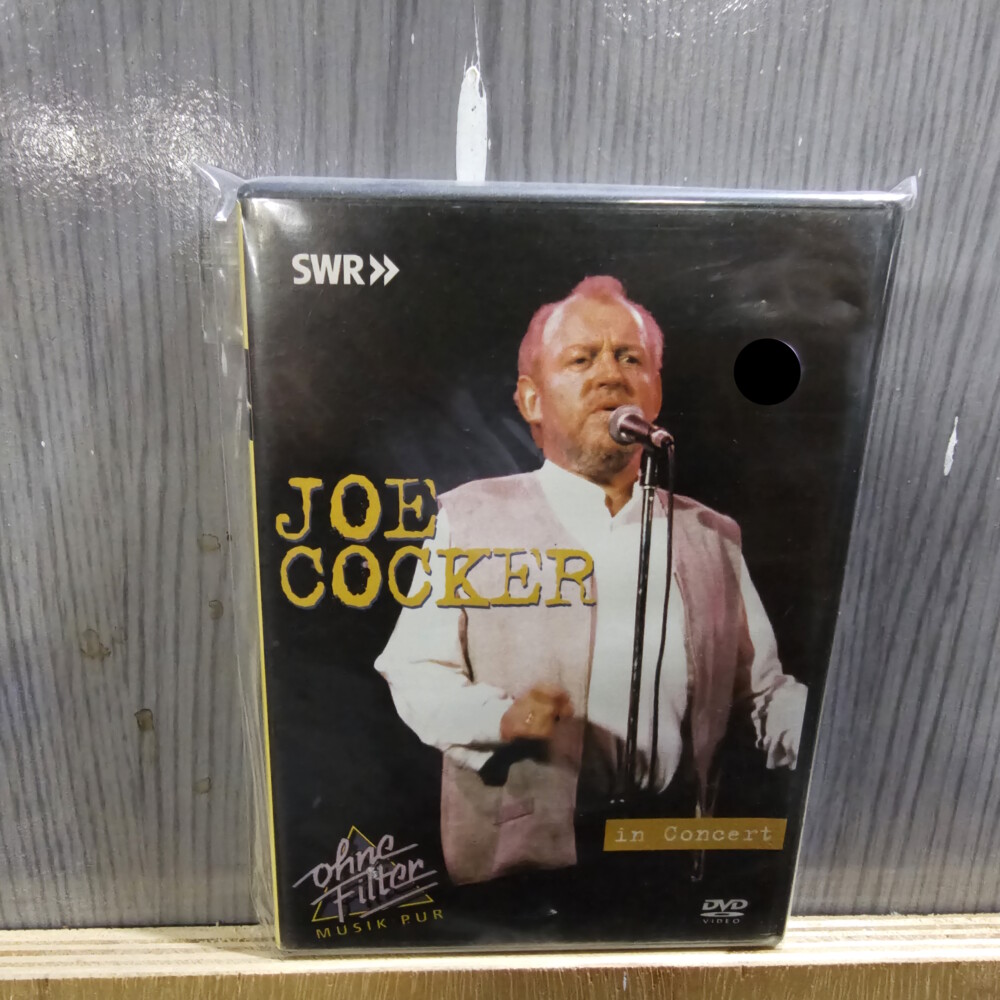 SWR
JOE
COCKER
in Concert
ohne
Filter
MUSIK PUR
DVD
VIDEO